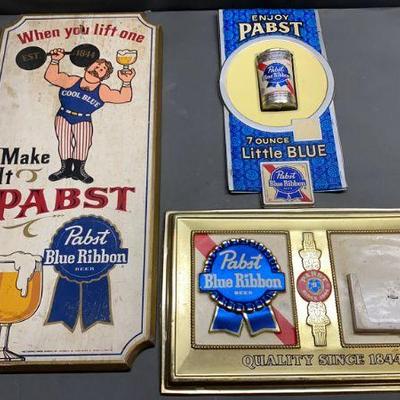 When you lift one
EST. 1844
COOL BLUE
Make
It
PABST
Pabst
Blue Ribbon
BEER
ENJOY
PABST
Pabst
Blue Ribbon
7 OUNCE
Little BLUE
Pabst
Blue Ribbon
Pabst
Blue Ribbon
BEER
PABST
QUALITY SINCE 1844